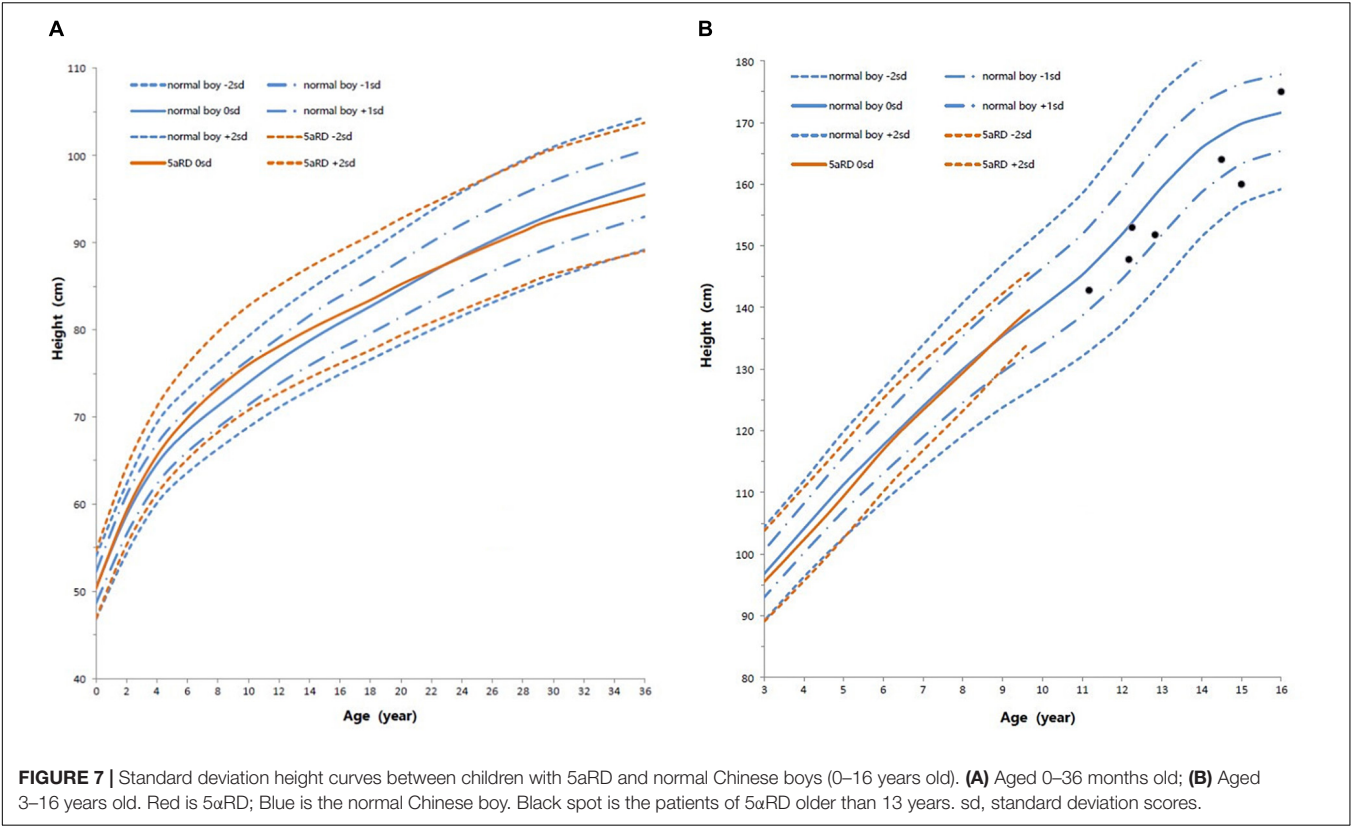 A
110
100
90
80
70
60
50
40
Height (cm)
normal boy -2sd
normal boy -1sd
normal boy 0sd
normal boy +1sd
normal boy +2sd
5aRD -2sd
5aRD 0sd
5aRD +2sd
0 2 4 6 8 10 12 14 16 18 20 22 24 26 28 30 32 34 36
Age (year)
B
180
170
160
150
140
130
120
110
100
90
80
Height (cm)
normal boy -2sd
normal boy -1sd
normal boy 0sd
normal boy +1sd
normal boy +2sd
5aRD -2sd
5aRD 0sd
5aRD +2sd
3 4 5 6 7 8 9 10 11 12 13 14 15 16
Age (year)
FIGURE 7 | Standard deviation height curves between children with 5aRD and normal Chinese boys (0–16 years old). (A) Aged 0–36 months old; (B) Aged
3–16 years old. Red is 5αRD; Blue is the normal Chinese boy. Black spot is the patients of 5αRD older than 13 years. sd, standard deviation scores.